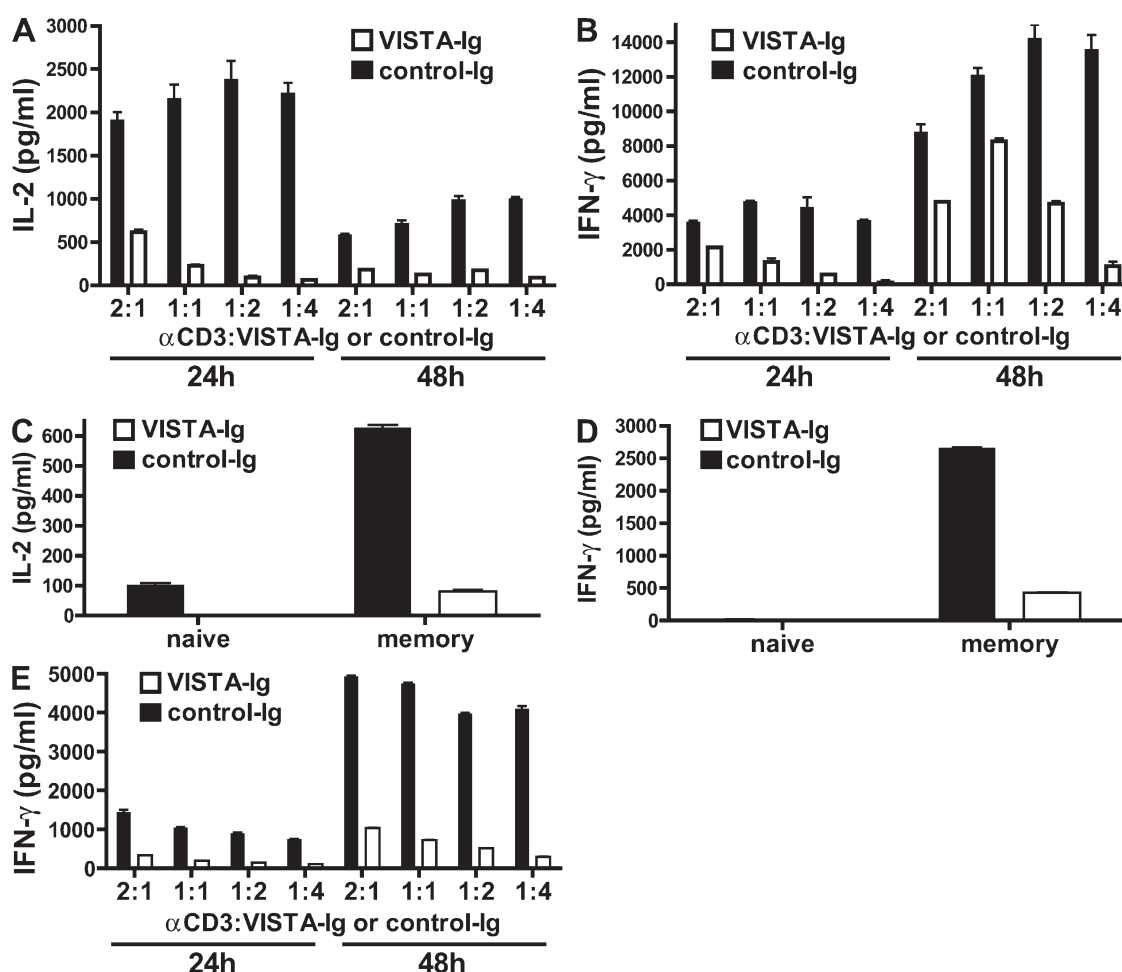 A
IL-2 (pg/ml)
3000
2500
2000
1500
1000
500
0
VISTA-Ig
control-Ig
2:1 1:1 1:2 1:4 2:1 1:1 1:2 1:4
αCD3:VISTA-Ig or control-Ig
24h 48h
B
IFN-γ (pg/ml)
14000
12000
10000
8000
6000
4000
2000
0
VISTA-Ig
control-Ig
2:1 1:1 1:2 1:4 2:1 1:1 1:2 1:4
αCD3:VISTA-Ig or control-Ig
24h 48h
C
IL-2 (pg/ml)
600
500
400
300
200
100
0
VISTA-Ig
control-Ig
naive memory
D
IFN-γ (pg/ml)
3000
2500
2000
1500
1000
500
0
VISTA-Ig
control-Ig
naive memory
E
IFN-γ (pg/ml)
5000
4000
3000
2000
1000
0
VISTA-Ig
control-Ig
2:1 1:1 1:2 1:4 2:1 1:1 1:2 1:4
αCD3:VISTA-Ig or control-Ig
24h 48h